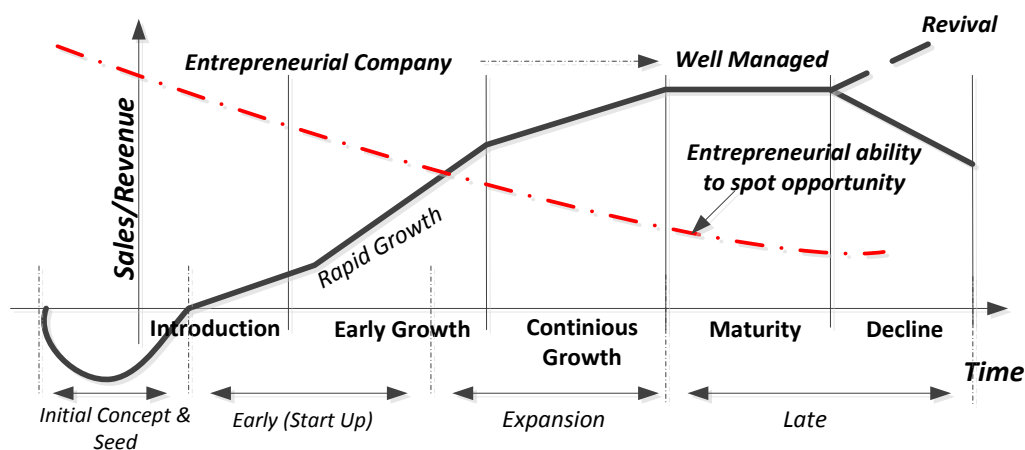 Revival
Entrepreneurial Company
Well Managed
Sales/Revenue
Entrepreneurial ability
to spot opportunity
Rapid Growth
Introduction
Early Growth
Continious
Growth
Maturity
Decline
Time
Initial Concept &
Seed
Early (Start Up)
Expansion
Late